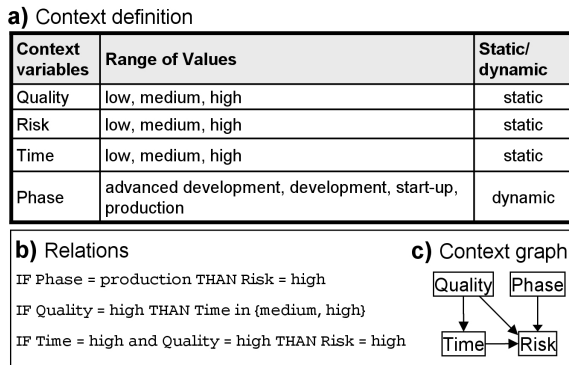 a) Context definition
Context variables
Range of Values
Static/ dynamic
Quality
low, medium, high
static
Risk
low, medium, high
static
Time
low, medium, high
static
Phase
advanced development, development, start-up,
production
dynamic
b) Relations
IF Phase = production THAN Risk = high
IF Quality = high THAN Time in {medium, high}
IF Time = high and Quality = high THAN Risk = high
c) Context graph
Quality
Phase
Time
Risk